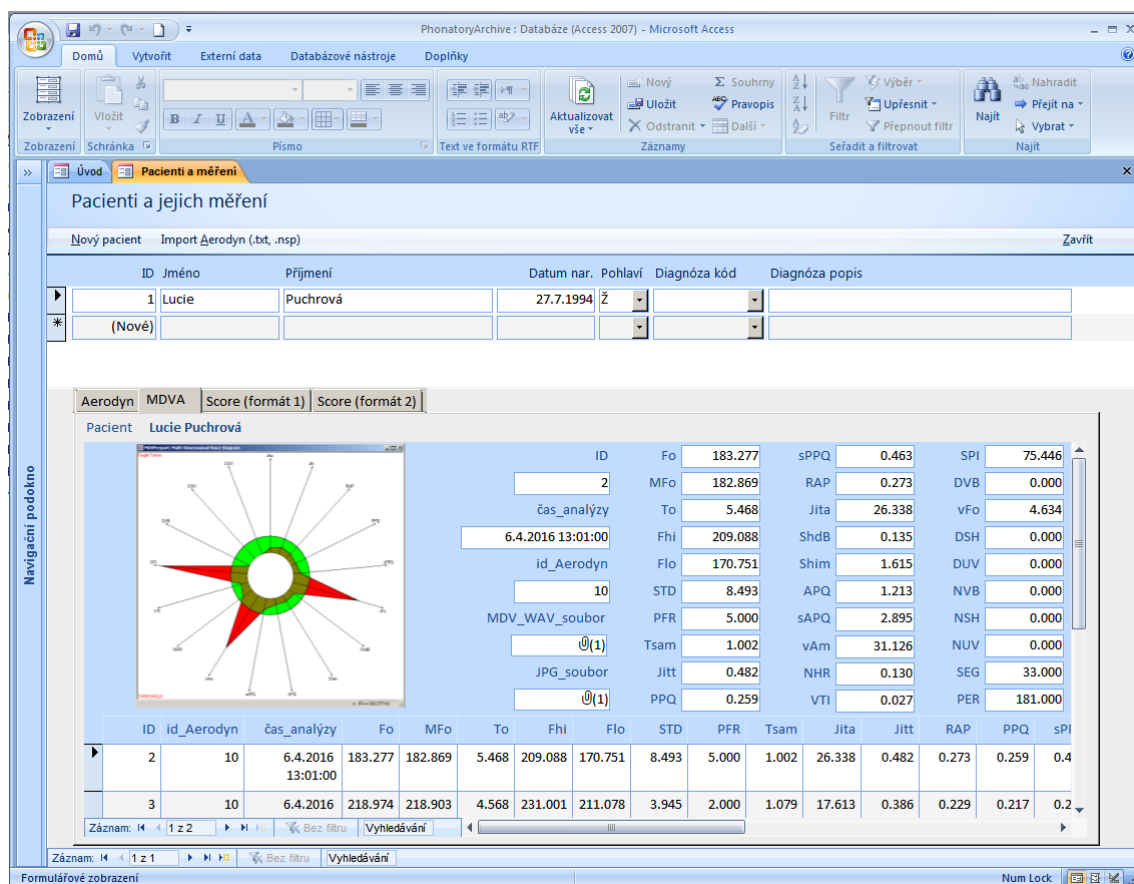 PhonatoryArchive : Databáze (Access 2007) - Microsoft Access
Domů Vytvořit Externí data Databázové nástroje Doplňky
Zobrazení
Vložit
B I U A
ab
Aktualizovat vše
Nový
Uložit
Odstranit
Souhrny
Pravopis
Další
Filtr
Výběr
Upřesnit
Přepnout filtr
Najít
Nahradit
Přejít na
Vybrat
Zobrazení Schránka Písmo Text ve formátu RTF Záznamy Seřadit a filtrovat Najít
» Úvod Pacienti a měření
Pacienti a jejich měření
Nový pacient Import Aerodyn (.txt, .nsp) Zavřít
ID Jméno Příjmení Datum nar. Pohlaví Diagnóza kód Diagnóza popis
1 Lucie Puchrová 27.7.1994 Ž
* (Nové)
Navigační podokno
Aerodyn MDVA Score (formát 1) Score (formát 2)
Pacient Lucie Puchrová
ID Fo 183.277 sPPQ 0.463 SPI 75.446
2 MFo 182.869 RAP 0.273 DVB 0.000
čas_analýzy To 5.468 Jita 26.338 vFo 4.634
6.4.2016 13:01:00 Fhi 209.088 ShdB 0.135 DSH 0.000
id_Aerodyn Flo 170.751 Shim 1.615 DUV 0.000
10 STD 8.493 APQ 1.213 NVB 0.000
MDV_WAV_soubor PFR 5.000 sAPQ 2.895 NSH 0.000
(1) Tsam 1.002 vAm 31.126 NUV 0.000
JPG_soubor Jitt 0.482 NHR 0.130 SEG 33.000
(1) PPQ 0.259 VTI 0.027 PER 181.000
ID id_Aerodyn čas_analýzy Fo MFo To Fhi Flo STD PFR Tsam Jita Jitt RAP PPQ sPP
2 10 6.4.2016 183.277 182.869 5.468 209.088 170.751 8.493 5.000 1.002 26.338 0.482 0.273 0.259 0.4
13:01:00
3 10 6.4.2016 218.974 218.903 4.568 231.001 211.078 3.945 2.000 1.079 17.613 0.386 0.229 0.217 0.2
Záznam: 1 z 2 Bez filtru Vyhledávání
Záznam: 1 z 1 Bez filtru Vyhledávání
Formulářové zobrazení Num Lock